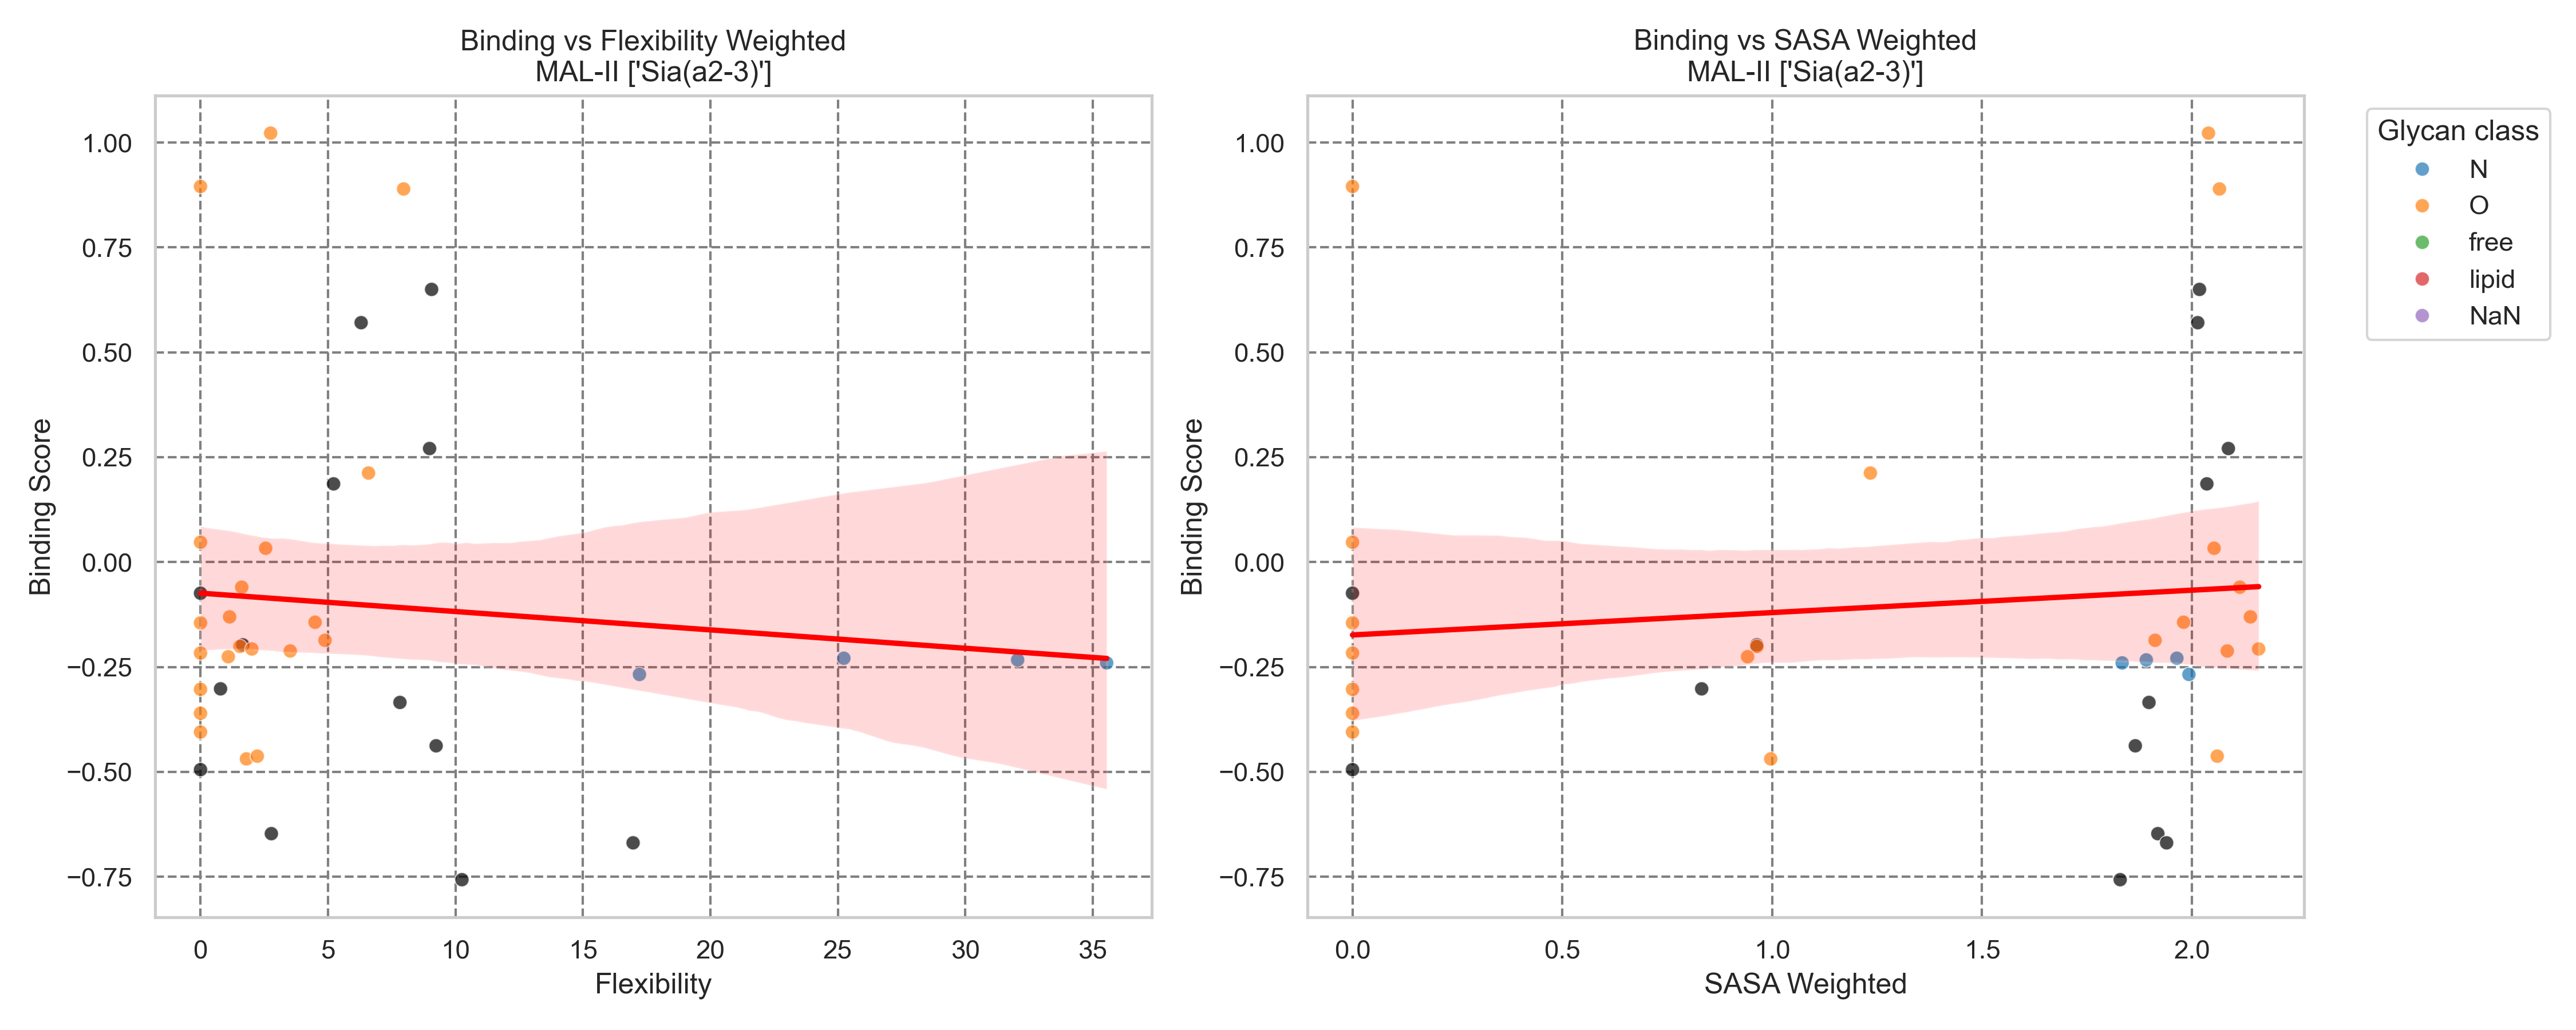 Binding vs Flexibility Weighted
MAL-II ['Sia(a2-3)']
Binding Score
1.00
0.75
0.50
0.25
0.00
−0.25
−0.50
−0.75
0 5 10 15 20 25 30 35
Flexibility
Binding vs SASA Weighted
MAL-II ['Sia(a2-3)']
Binding Score
1.00
0.75
0.50
0.25
0.00
−0.25
−0.50
−0.75
0.0 0.5 1.0 1.5 2.0
SASA Weighted
Glycan class
N
O
free
lipid
NaN